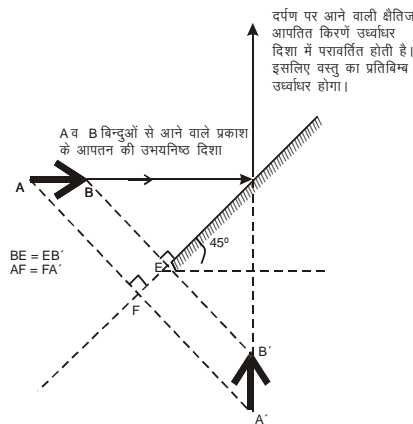 दर्पण पर आने वाली क्षैतिज
आपतित किरणें उर्ध्वाधर
दिशा में परावर्तित होती है।
इसलिए वस्तु का प्रतिबिम्ब
उर्ध्वाधर होगा।
A व B बिन्दुओं से आने वाले प्रकाश
के आपतन की उभयनिष्ठ दिशा
A
B
45º
BE = EB´
AF = FA´
E
F
B´
A´